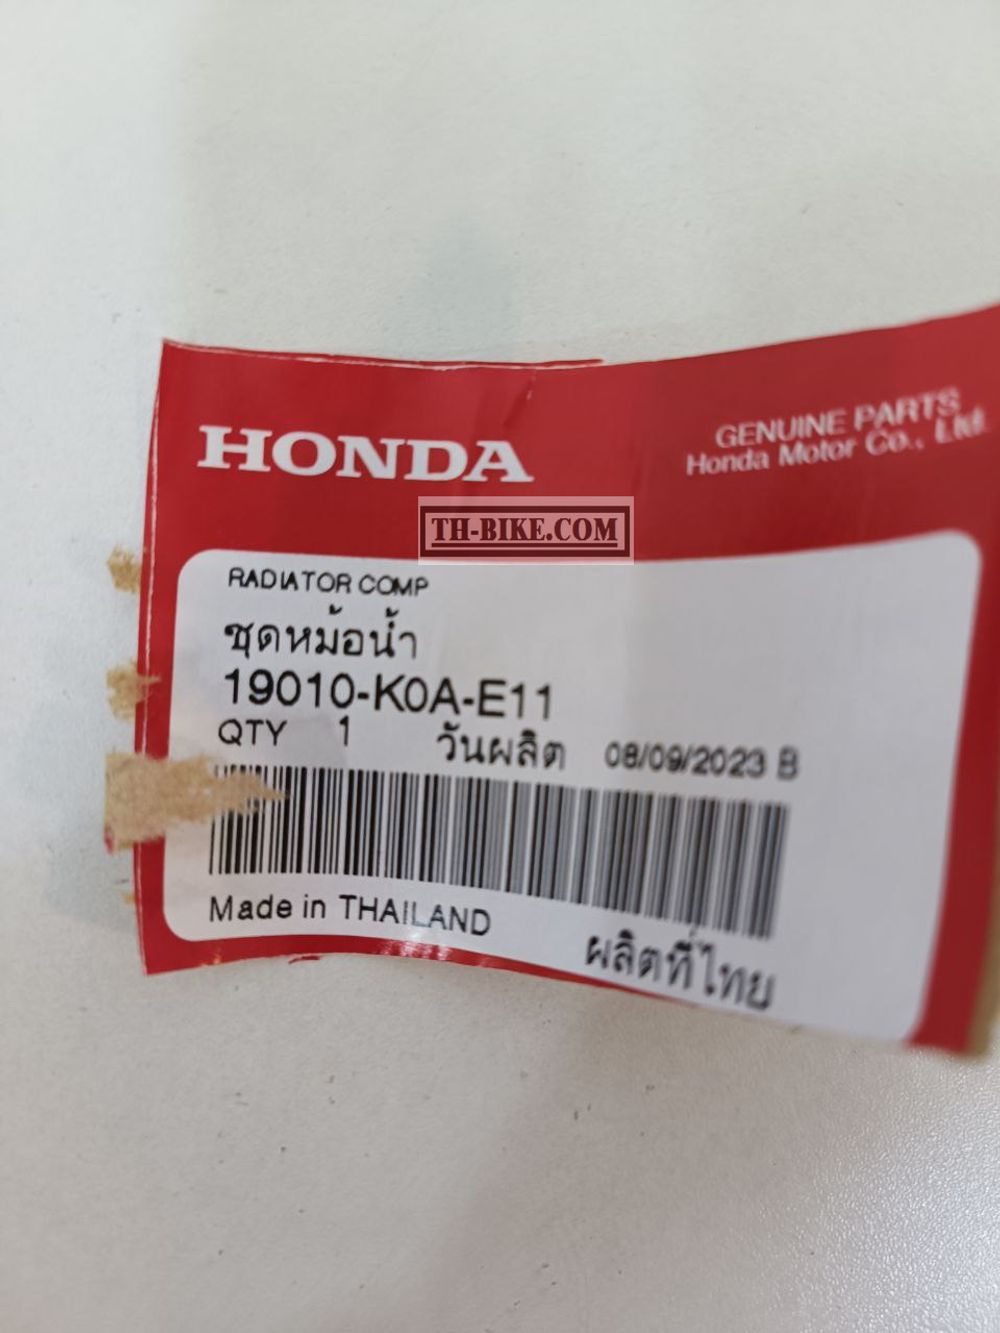 HONDA
GENUINE PARTS
Honda Motor Co., Ltd.
TH-BIKE.COM
RADIATOR COMP
ชุดหม้อน้ำ
19010-K0A-E11
QTY 1 วันผลิต 08/09/2023 B
Made in THAILAND
ผลิตที่ไทย